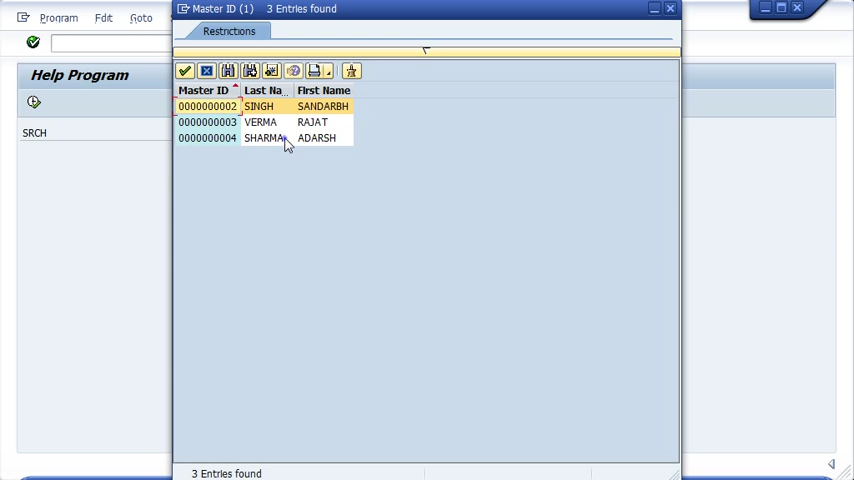 Master ID (1) 3 Entries found
Program Edit Goto
Restrictions
Help Program
Master ID Last Na... First Name
0000000002 SINGH SANDARBH
0000000003 VERMA RAJAT
0000000004 SHARMA ADARSH
SRCH
3 Entries found